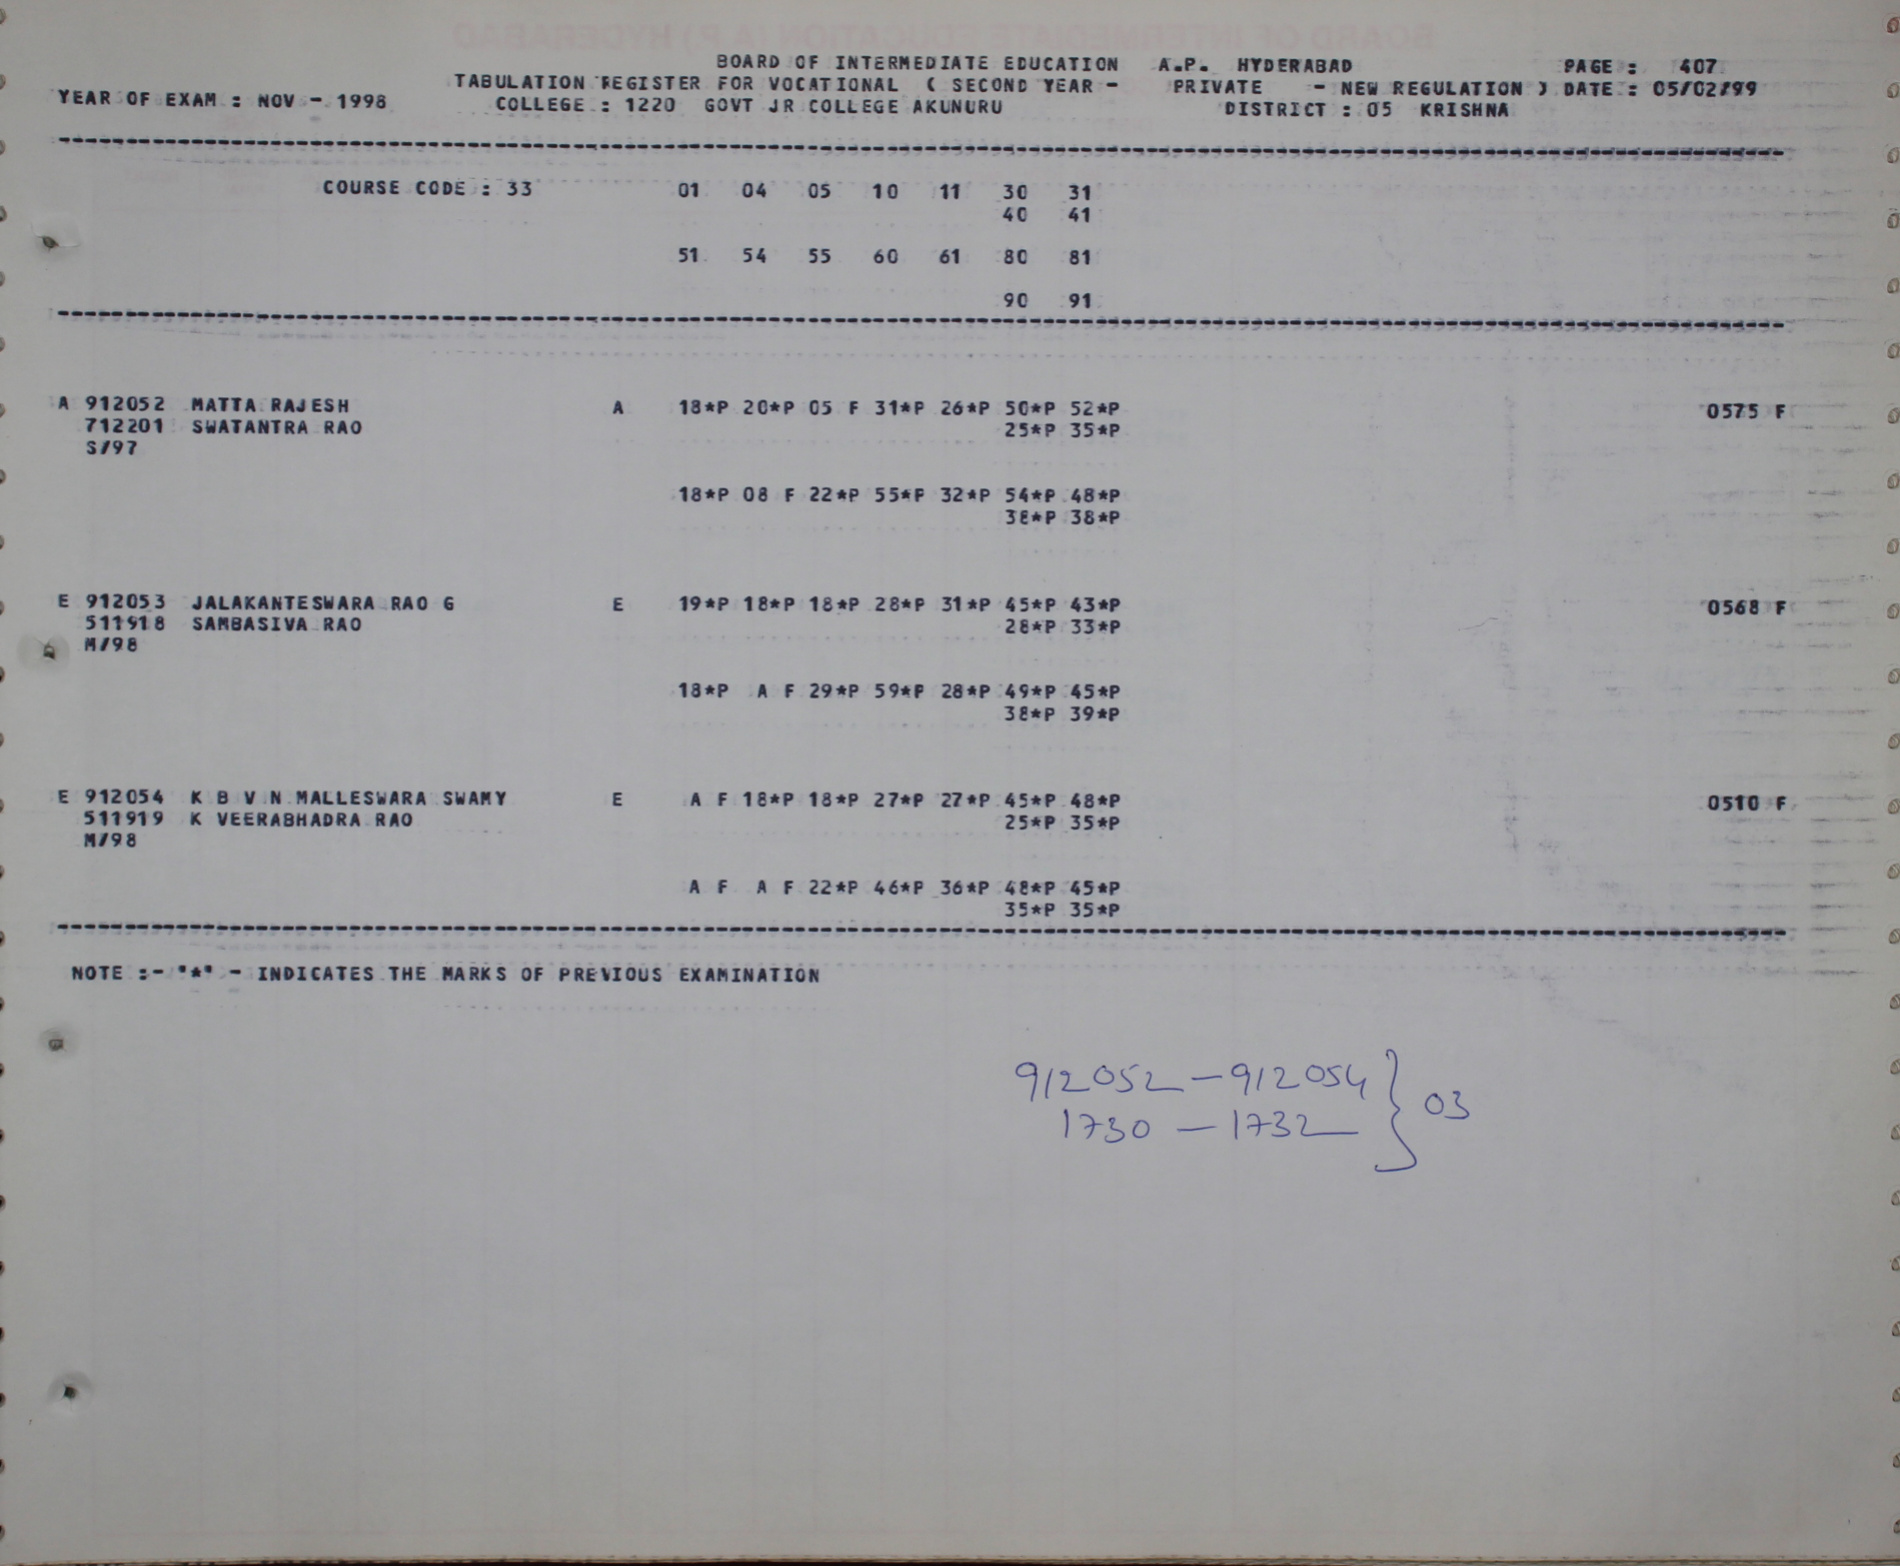 BOARD OF INTERMEDIATE EDUCATION A.P. HYDERABAD PAGE : 407
TABULATION REGISTER FOR VOCATIONAL ( SECOND YEAR - PRIVATE - NEW REGULATION ) DATE : 05/02/99
YEAR OF EXAM : NOV - 1998 COLLEGE : 1220 GOVT JR COLLEGE AKUNURU DISTRICT : 05 KRISHNA
COURSE CODE : 33 01 04 05 10 11 30 31
40 41
51 54 55 60 61 80 81
90 91
A 912052 MATTA RAJESH A 18*P 20*P 05 F 31*P 26*P 50*P 52*P 0575 F
712201 SWATANTRA RAO 25*P 35*P
S/97
18*P 08 F 22*P 55*P 32*P 54*P 48*P
38*P 38*P
E 912053 JALAKANTESWARA RAO G E 19*P 18*P 18*P 28*P 31*P 45*P 43*P 0568 F
511918 SAMBASIVA RAO 28*P 33*P
M/98
18*P A F 29*P 59*P 28*P 49*P 45*P
38*P 39*P
E 912054 K B V N MALLESWARA SWAMY E A F 18*P 18*P 27*P 27*P 45*P 48*P 0510 F
511919 K VEERABHADRA RAO 25*P 35*P
M/98
A F A F 22*P 46*P 36*P 48*P 45*P
35*P 35*P
NOTE :- "*" - INDICATES THE MARKS OF PREVIOUS EXAMINATION
912052 — 912054 } 03
1730 — 1732